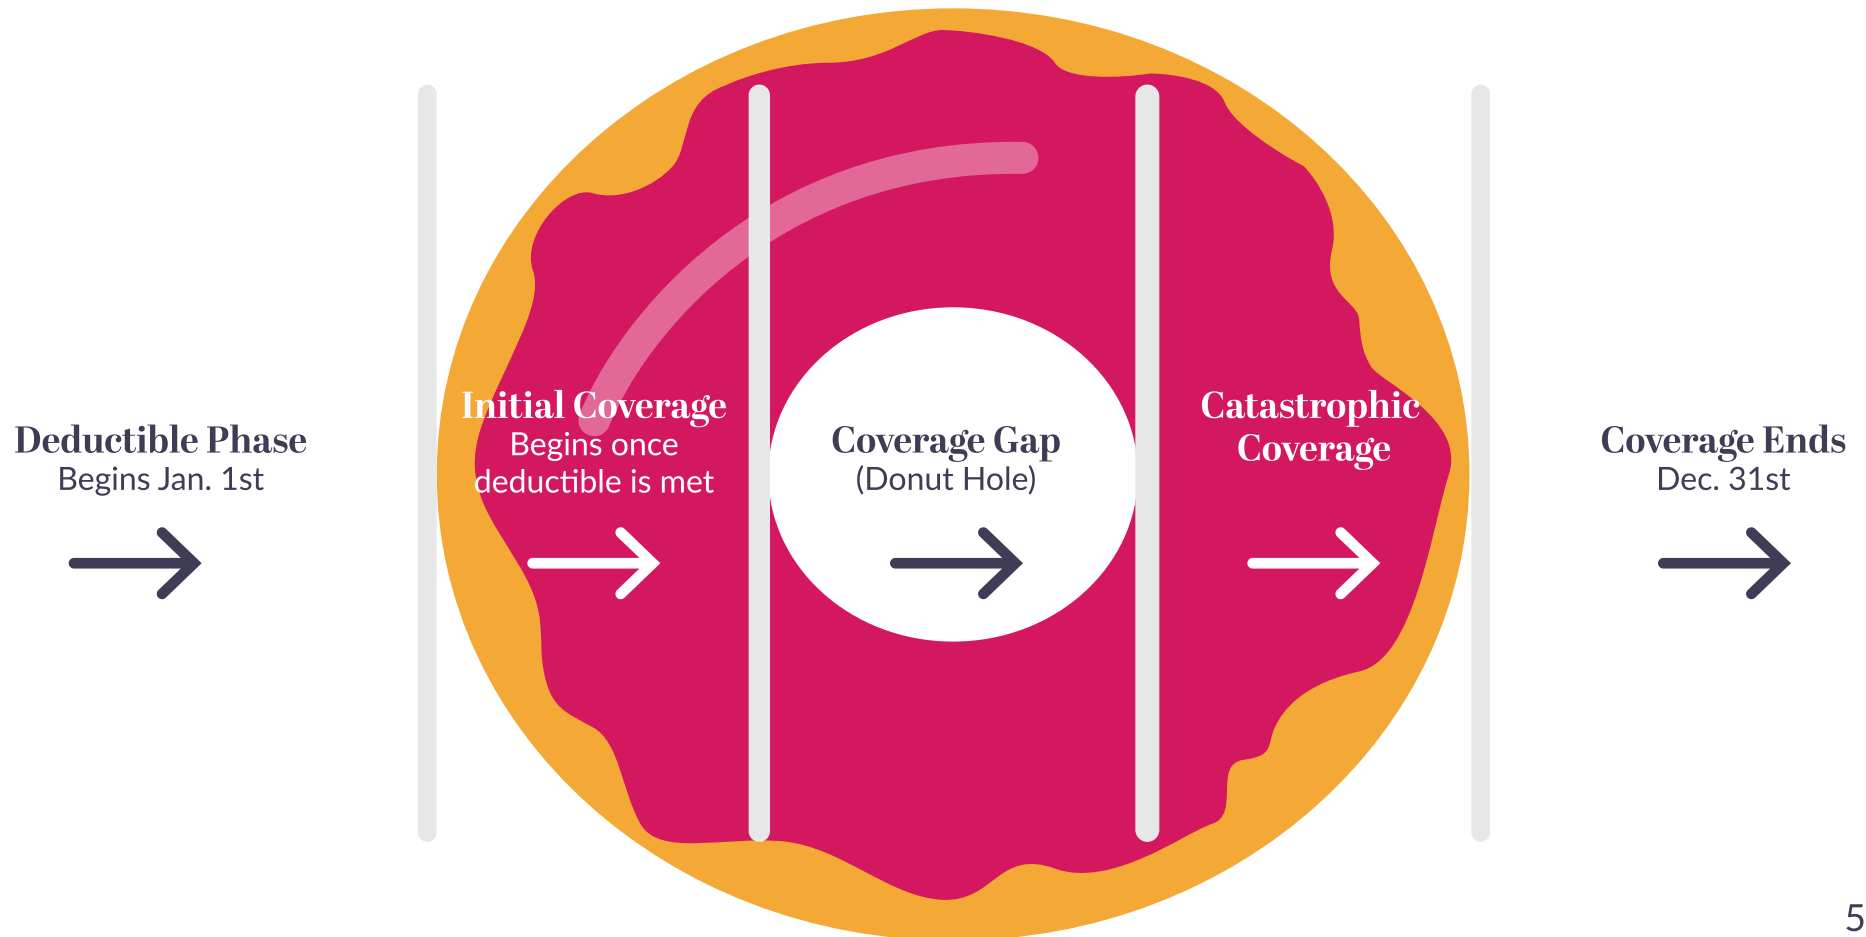 Deductible Phase
Begins Jan. 1st
Initial Coverage
Begins once
deductible is met
Coverage Gap
(Donut Hole)
Catastrophic
Coverage
Coverage Ends
Dec. 31st
5